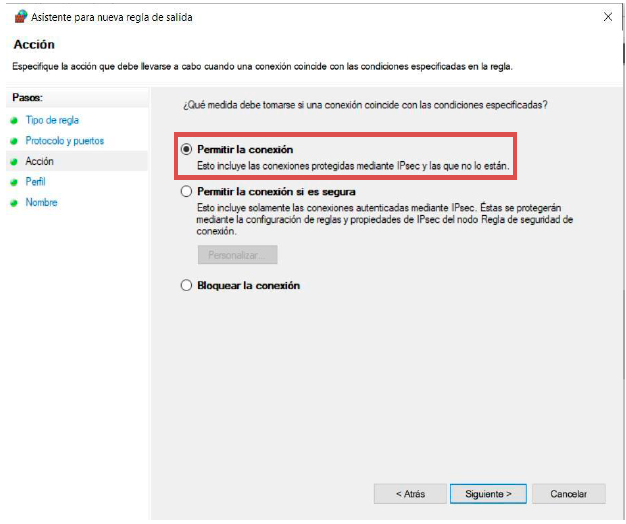 Asistente para nueva regla de salida
Acción
Especifique la acción que debe llevarse a cabo cuando una conexión coincide con las condiciones especificadas en la regla.
Pasos:
Tipo de regla
Protocolo y puertos
Acción
Perfil
Nombre
¿Qué medida debe tomarse si una conexión coincide con las condiciones especificadas?
Permitir la conexión
Esto incluye las conexiones protegidas mediante IPsec y las que no lo están.
Permitir la conexión si es segura
Esto incluye solamente las conexiones autenticadas mediante IPsec. Éstas se protegerán
mediante la configuración de reglas y propiedades de IPsec del nodo Regla de seguridad de
conexión.
Personalizar...
Bloquear la conexión
< Atrás
Siguiente >
Cancelar